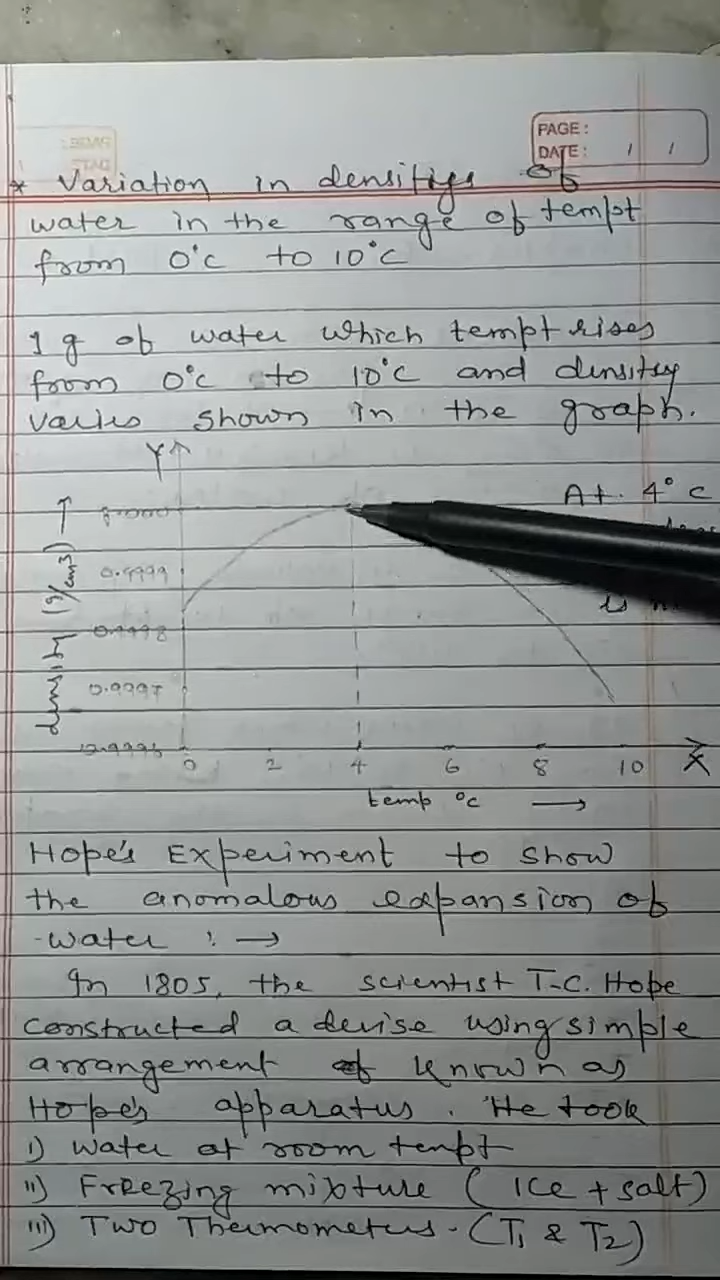 PAGE:
DATE: / /
* Variation in densitys of
water in the range of tempt
from 0°c to 10°c
1 g of water which tempt rises
from 0°c to 10°c and density
varies shown in the graph.
Y
At 4°c
0.9999
is
0.9998
density (g/cm3)
0.9997
0 2 4 6 8 10 X
temp °c →
Hope's Experiment to show
the anomalous expansion of
water : →
In 1805, the scientist T.C. Hope
constructed a devise using simple
arrangement of known as
Hope's apparatus. He took
i) Water at room tempt
ii) Freezing mixture (Ice + salt)
iii) Two Thermometers - (T1 & T2)